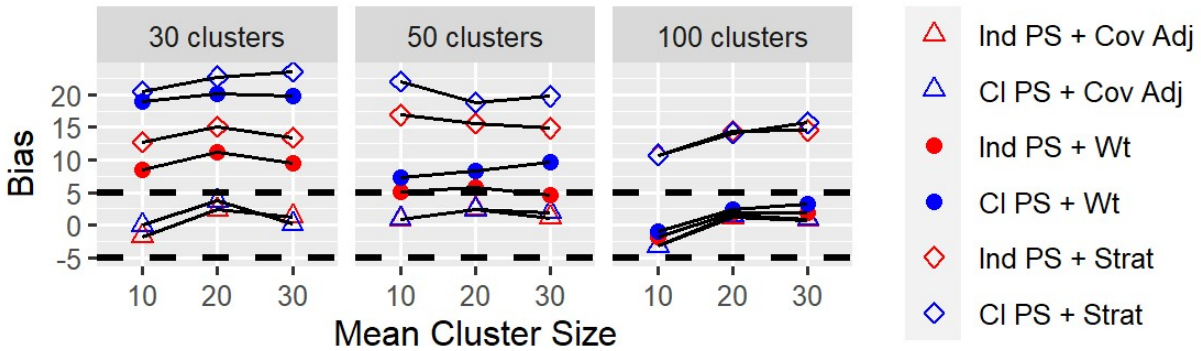 30 clusters
50 clusters
100 clusters
Bias
20
15
10
5
0
-5
10 20 30
10 20 30
10 20 30
Mean Cluster Size
Ind PS + Cov Adj
Cl PS + Cov Adj
Ind PS + Wt
Cl PS + Wt
Ind PS + Strat
Cl PS + Strat